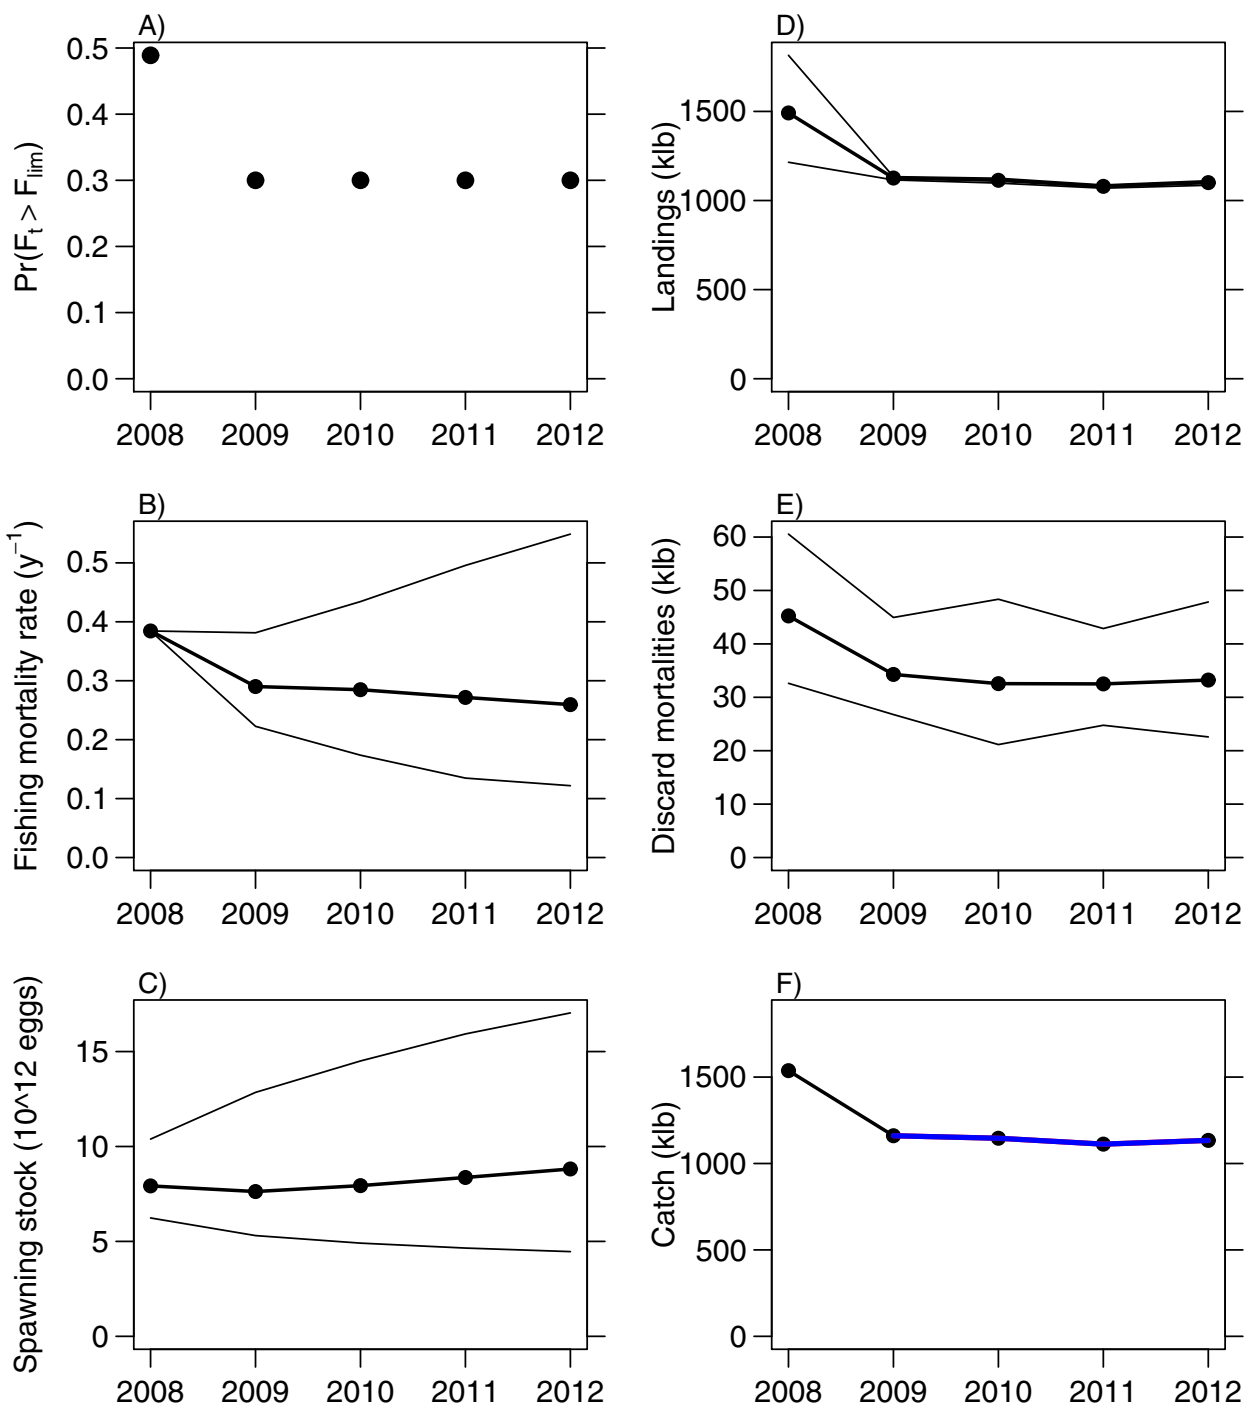 A)
Pr(Ft > Flim)
0.5
0.4
0.3
0.2
0.1
0.0
2008 2009 2010 2011 2012
D)
Landings (klb)
1500
1000
500
0
2008 2009 2010 2011 2012
B)
Fishing mortality rate (y−1)
0.5
0.4
0.3
0.2
0.1
0.0
2008 2009 2010 2011 2012
E)
Discard mortalities (klb)
60
50
40
30
20
10
0
2008 2009 2010 2011 2012
C)
Spawning stock (10^12 eggs)
15
10
5
0
2008 2009 2010 2011 2012
F)
Catch (klb)
1500
1000
500
0
2008 2009 2010 2011 2012